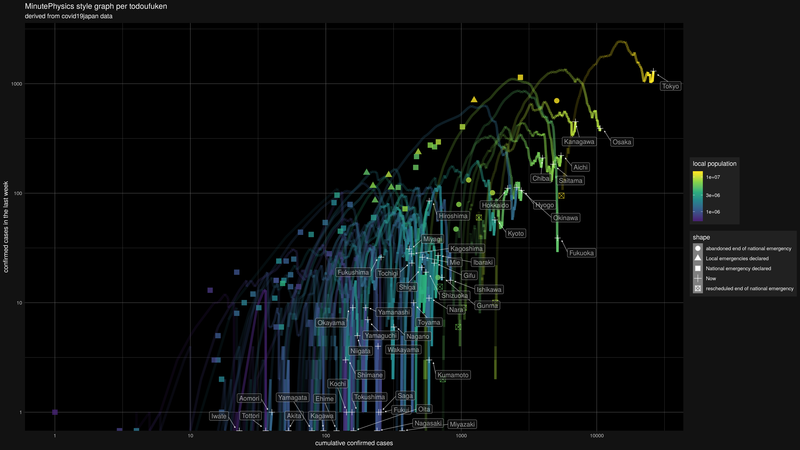 MinutePhysics style graph per todoufuken
derived from covid19japan data
confirmed cases in the last week
1000
100
10
1
Tokyo
Kanagawa
Osaka
Aichi
Chiba
Saitama
Hokkaido
Hyogo
Hiroshima
Okinawa
Kyoto
Miyagi
Kagoshima
Fukuoka
Mie
Ibaraki
Fukushima
Tochigi
Gifu
Shiga
Ishikawa
Shizuoka
Gunma
Yamanashi
Nara
Okayama
Toyama
Yamaguchi
Nagano
Niigata
Wakayama
Shimane
Kumamoto
Kochi
Aomori
Yamagata
Ehime
Tokushima
Saga
Iwate
Tottori
Akita
Kagawa
Fukui
Oita
Nagasaki
Miyazaki
1
10
100
1000
10000
cumulative confirmed cases
local population
1e+07
3e+06
1e+06
shape
abandoned end of national emergency
Local emergencies declared
National emergency declared
Now
rescheduled end of national emergency